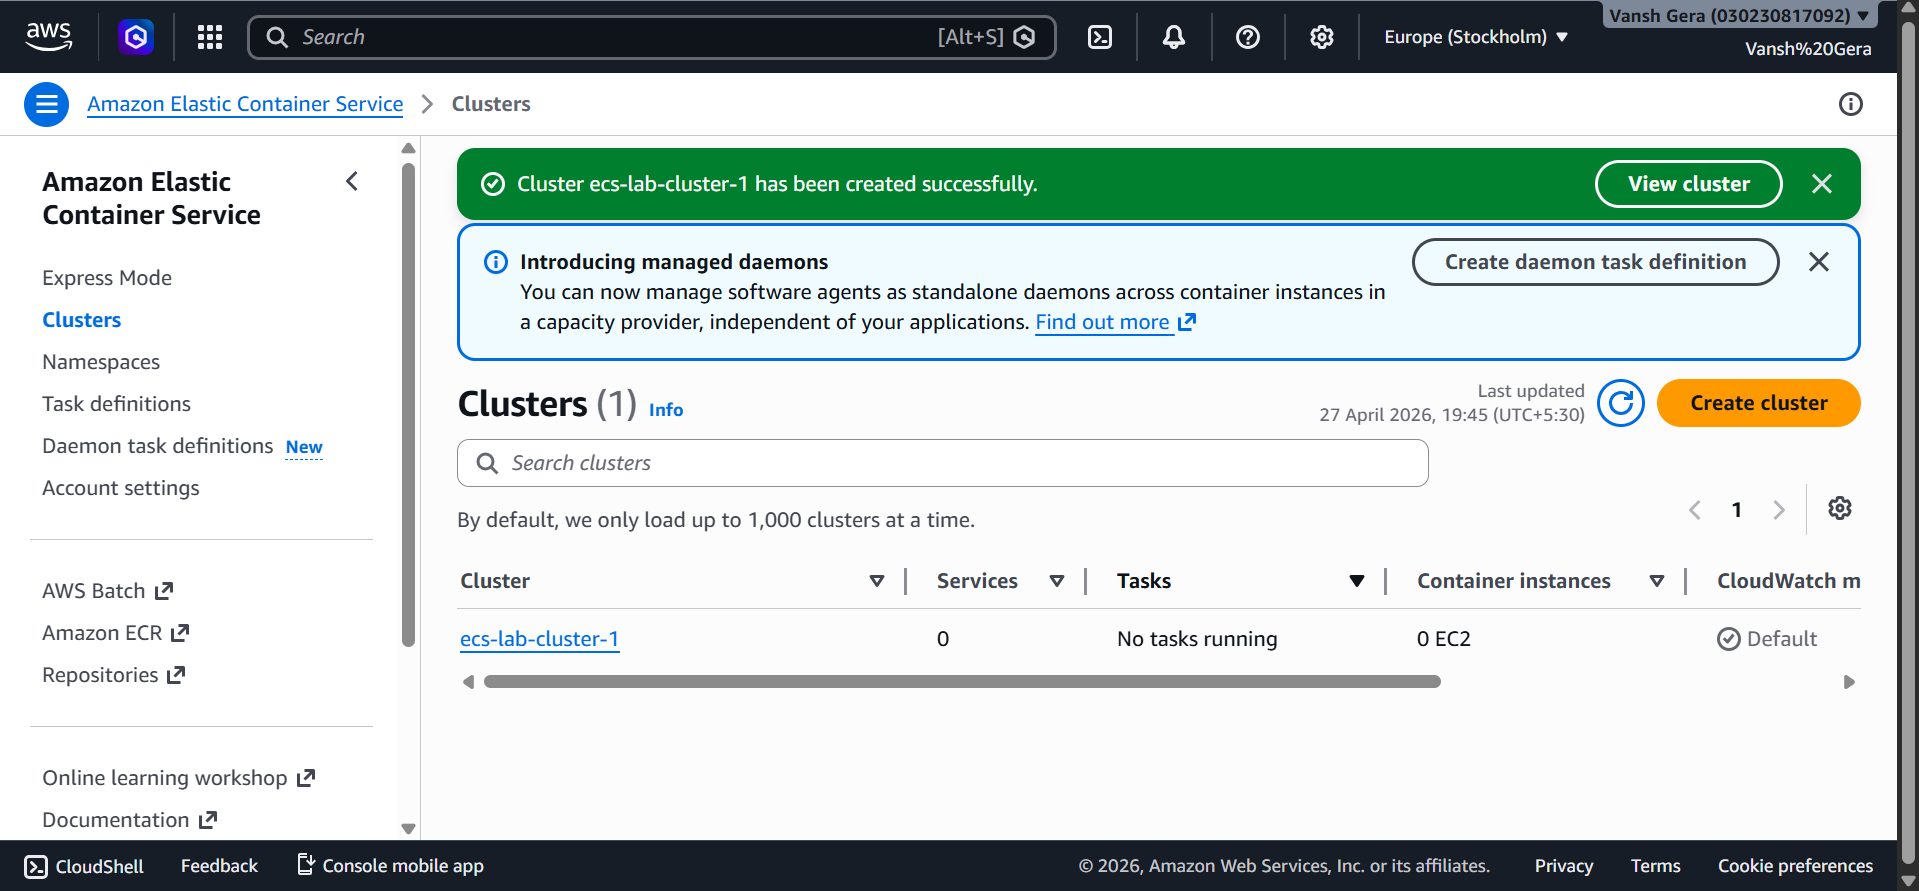 aws
Search
[Alt+S]
Europe (Stockholm)
Vansh Gera (030230817092)
Vansh%20Gera
Amazon Elastic Container Service
Clusters
Amazon Elastic
Container Service
Express Mode
Clusters
Namespaces
Task definitions
Daemon task definitions New
Account settings
AWS Batch
Amazon ECR
Repositories
Online learning workshop
Documentation
Cluster ecs-lab-cluster-1 has been created successfully.
View cluster
Introducing managed daemons
You can now manage software agents as standalone daemons across container instances in
a capacity provider, independent of your applications. Find out more
Create daemon task definition
Clusters (1) Info
Last updated
27 April 2026, 19:45 (UTC+5:30)
Create cluster
Search clusters
By default, we only load up to 1,000 clusters at a time.
1
Cluster Services Tasks Container instances CloudWatch m
ecs-lab-cluster-1 0 No tasks running 0 EC2 Default
CloudShell Feedback Console mobile app © 2026, Amazon Web Services, Inc. or its affiliates. Privacy Terms Cookie preferences